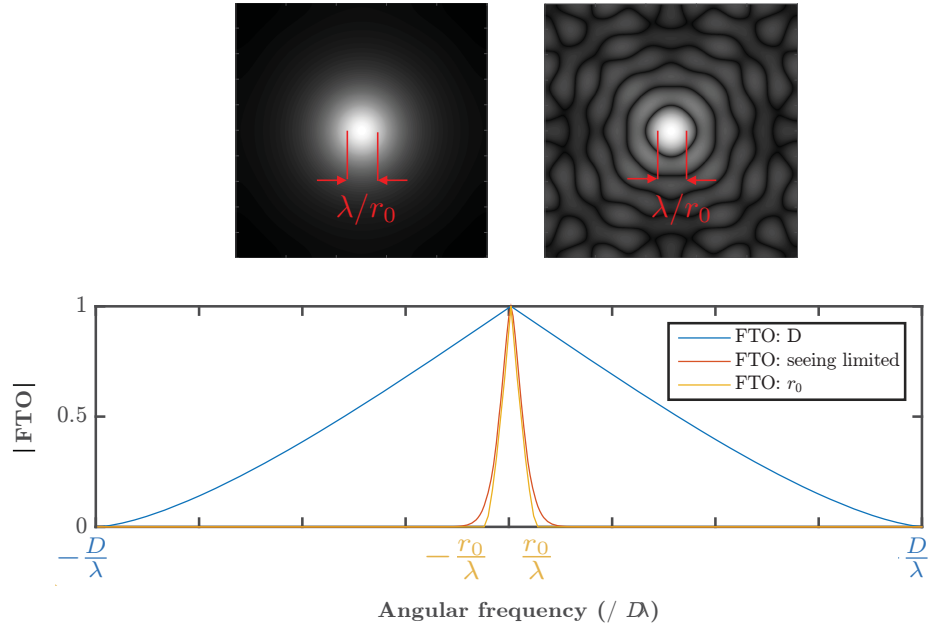 λ/r₀
λ/r₀
1
0.5
0
|FTO|
FTO: D
FTO: seeing limited
FTO: r₀
−D/λ
−r₀/λ
r₀/λ
D/λ
Angular frequency (/ Dλ)